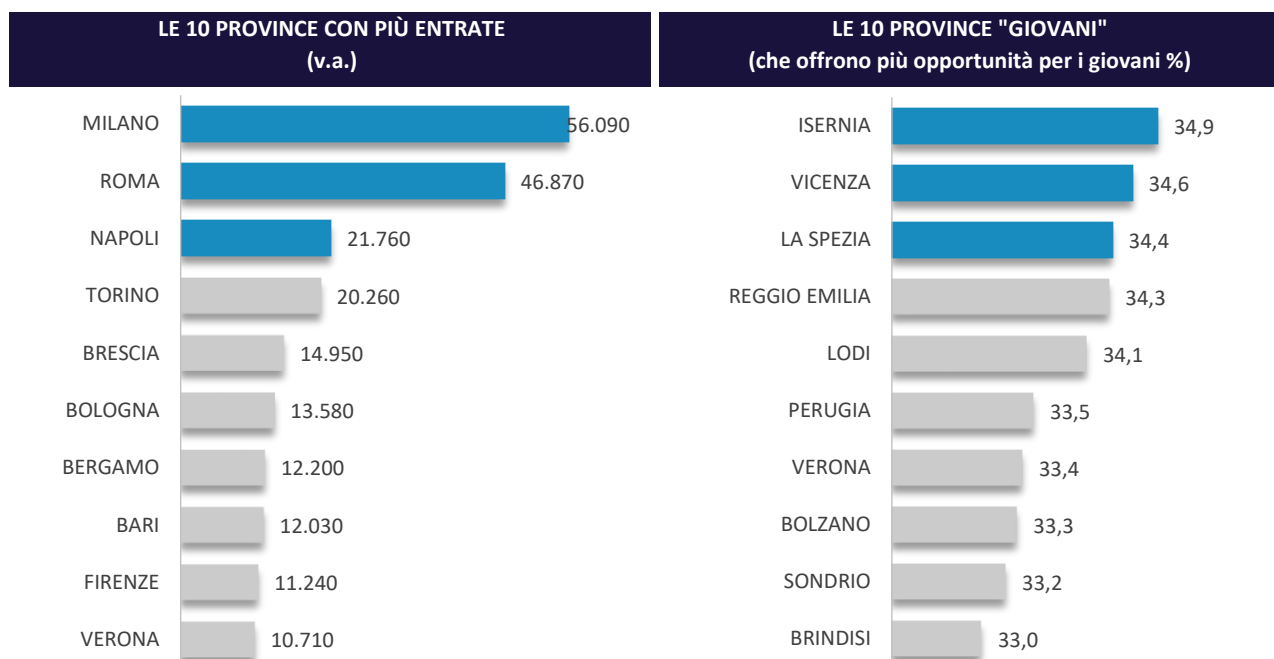 LE 10 PROVINCE CON PIÙ ENTRATE
(v.a.)
MILANO 56.090
ROMA 46.870
NAPOLI 21.760
TORINO 20.260
BRESCIA 14.950
BOLOGNA 13.580
BERGAMO 12.200
BARI 12.030
FIRENZE 11.240
VERONA 10.710
LE 10 PROVINCE "GIOVANI"
(che offrono più opportunità per i giovani %)
ISERNIA 34,9
VICENZA 34,6
LA SPEZIA 34,4
REGGIO EMILIA 34,3
LODI 34,1
PERUGIA 33,5
VERONA 33,4
BOLZANO 33,3
SONDRIO 33,2
BRINDISI 33,0